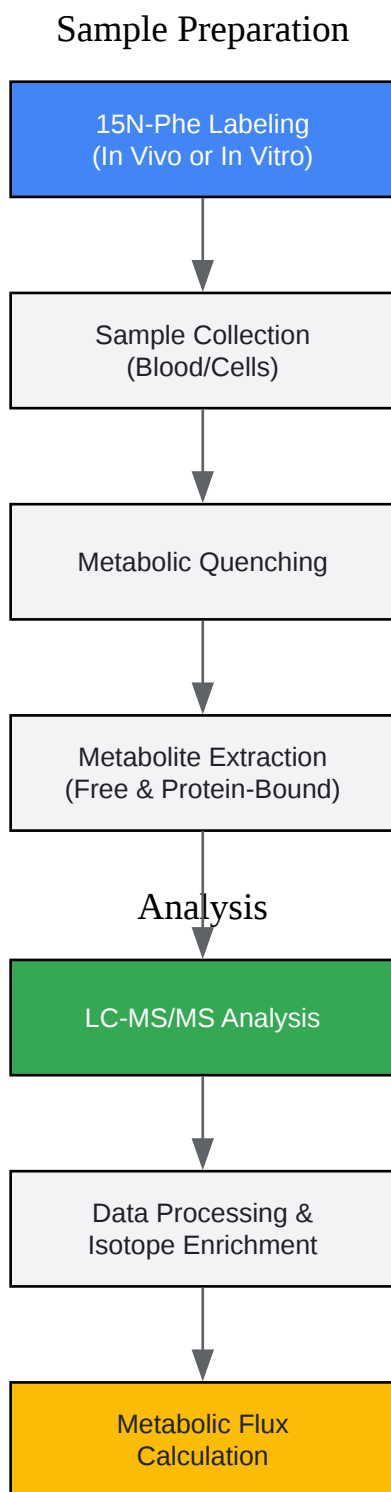 Sample Preparation
15N-Phe Labeling
(In Vivo or In Vitro)
Sample Collection
(Blood/Cells)
Metabolic Quenching
Metabolite Extraction
(Free & Protein-Bound)
Analysis
LC-MS/MS Analysis
Data Processing &
Isotope Enrichment
Metabolic Flux
Calculation